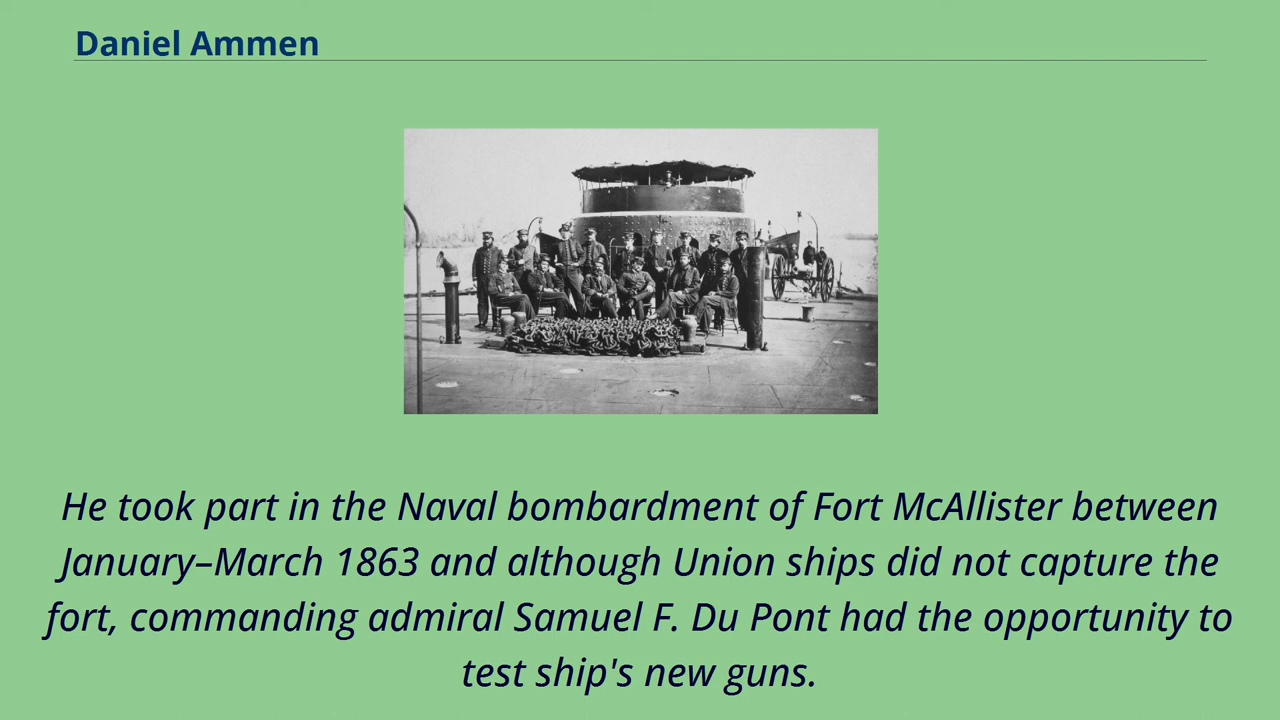 Daniel Ammen
He took part in the Naval bombardment of Fort McAllister between
January–March 1863 and although Union ships did not capture the
fort, commanding admiral Samuel F. Du Pont had the opportunity to
test ship's new guns.